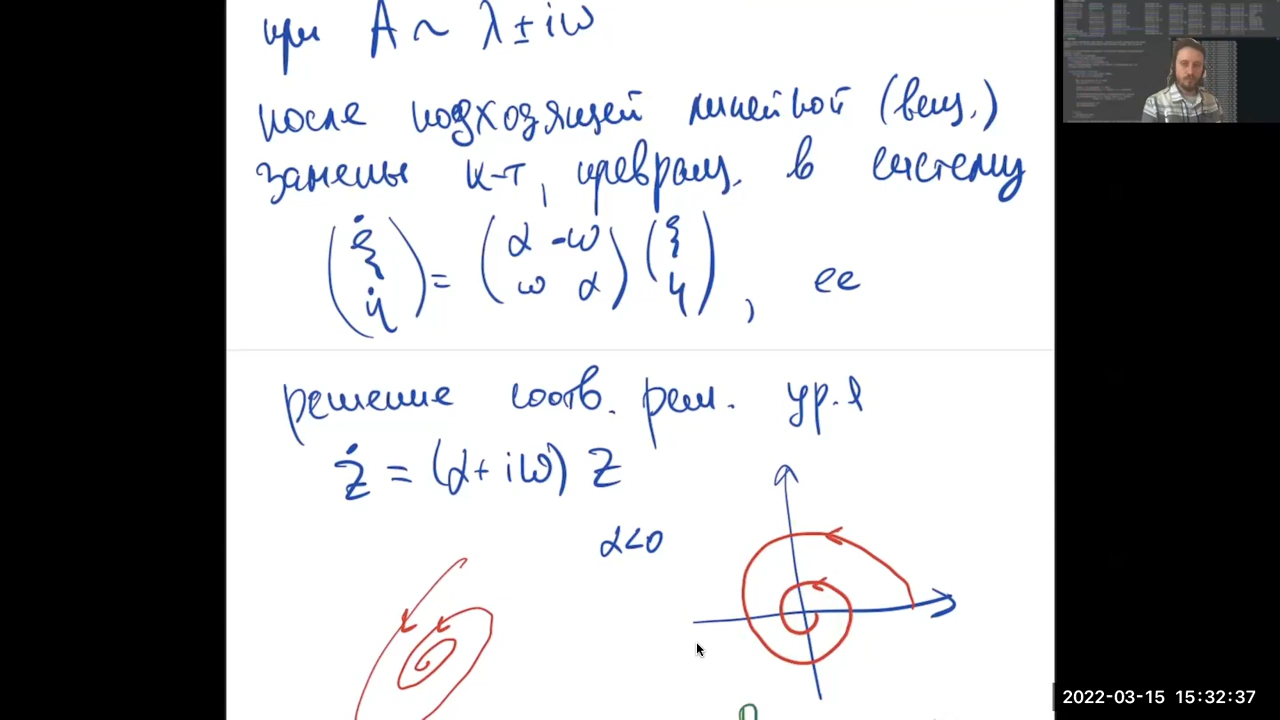 при A ~ λ ± iω
после подходящей линейной (вещ.)
замены к-т, превращ. в систему
(ξ̇ η̇) = (α -ω ω α) (ξ η), ее
решение соотв. реш. ур.я
ż = (α + iω) z
α<0
2022-03-15 15:32:37